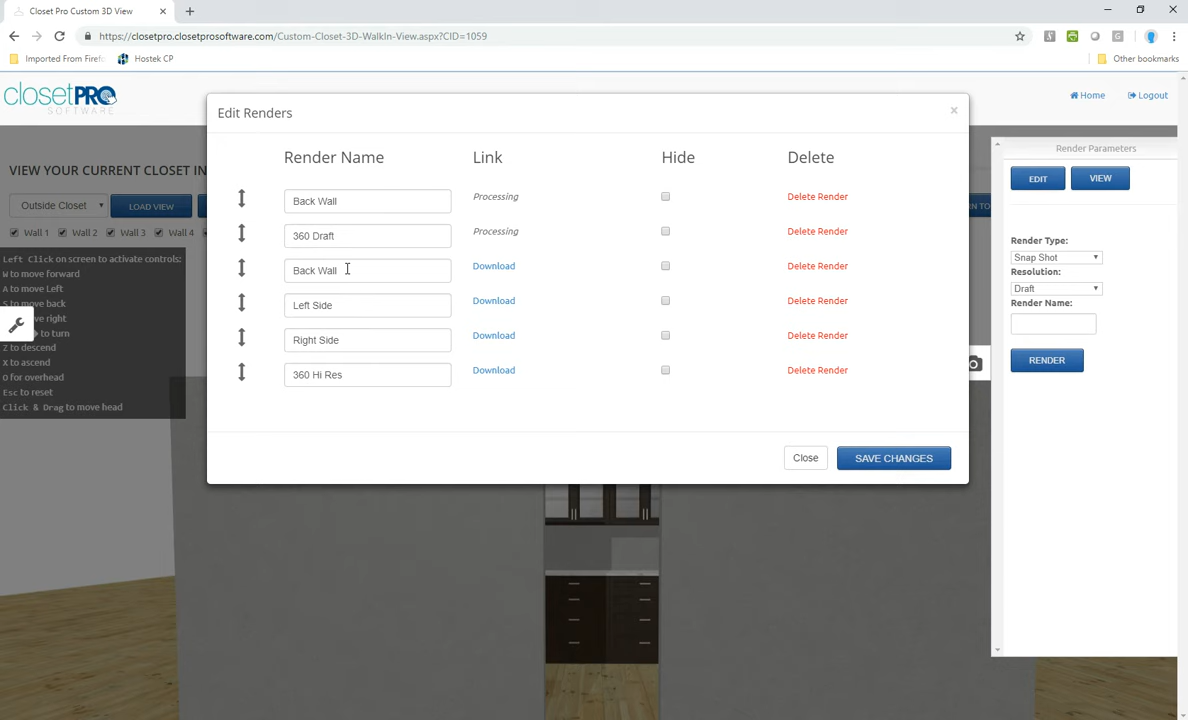 Closet Pro Custom 3D View
https://closetpro.closetprosoftware.com/Custom-Closet-3D-WalkIn-View.aspx?CID=1059
Imported From Firefo
Hostek CP
Other bookmarks
closetPRO
SOFTWARE
Home
Logout
VIEW YOUR CURRENT CLOSET IN
Outside Closet
LOAD VIEW
Wall 1
Wall 2
Wall 3
Wall 4
Left Click on screen to activate controls:
W to move forward
A to move Left
S to move back
ve right
to turn
Z to descend
X to ascend
O for overhead
Esc to reset
Click & Drag to move head
Edit Renders
×
Render Name
Link
Hide
Delete
Back Wall
Processing
Delete Render
360 Draft
Processing
Delete Render
Back Wall
Download
Delete Render
Left Side
Download
Delete Render
Right Side
Download
Delete Render
360 Hi Res
Download
Delete Render
Close
SAVE CHANGES
RN TO
Render Parameters
EDIT
VIEW
Render Type:
Snap Shot
Resolution:
Draft
Render Name:
RENDER